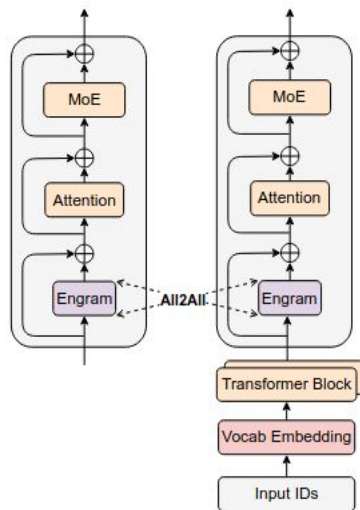 MoE
Attention
Engram
All2All
MoE
Attention
Engram
Transformer Block
Vocab Embedding
Input IDs